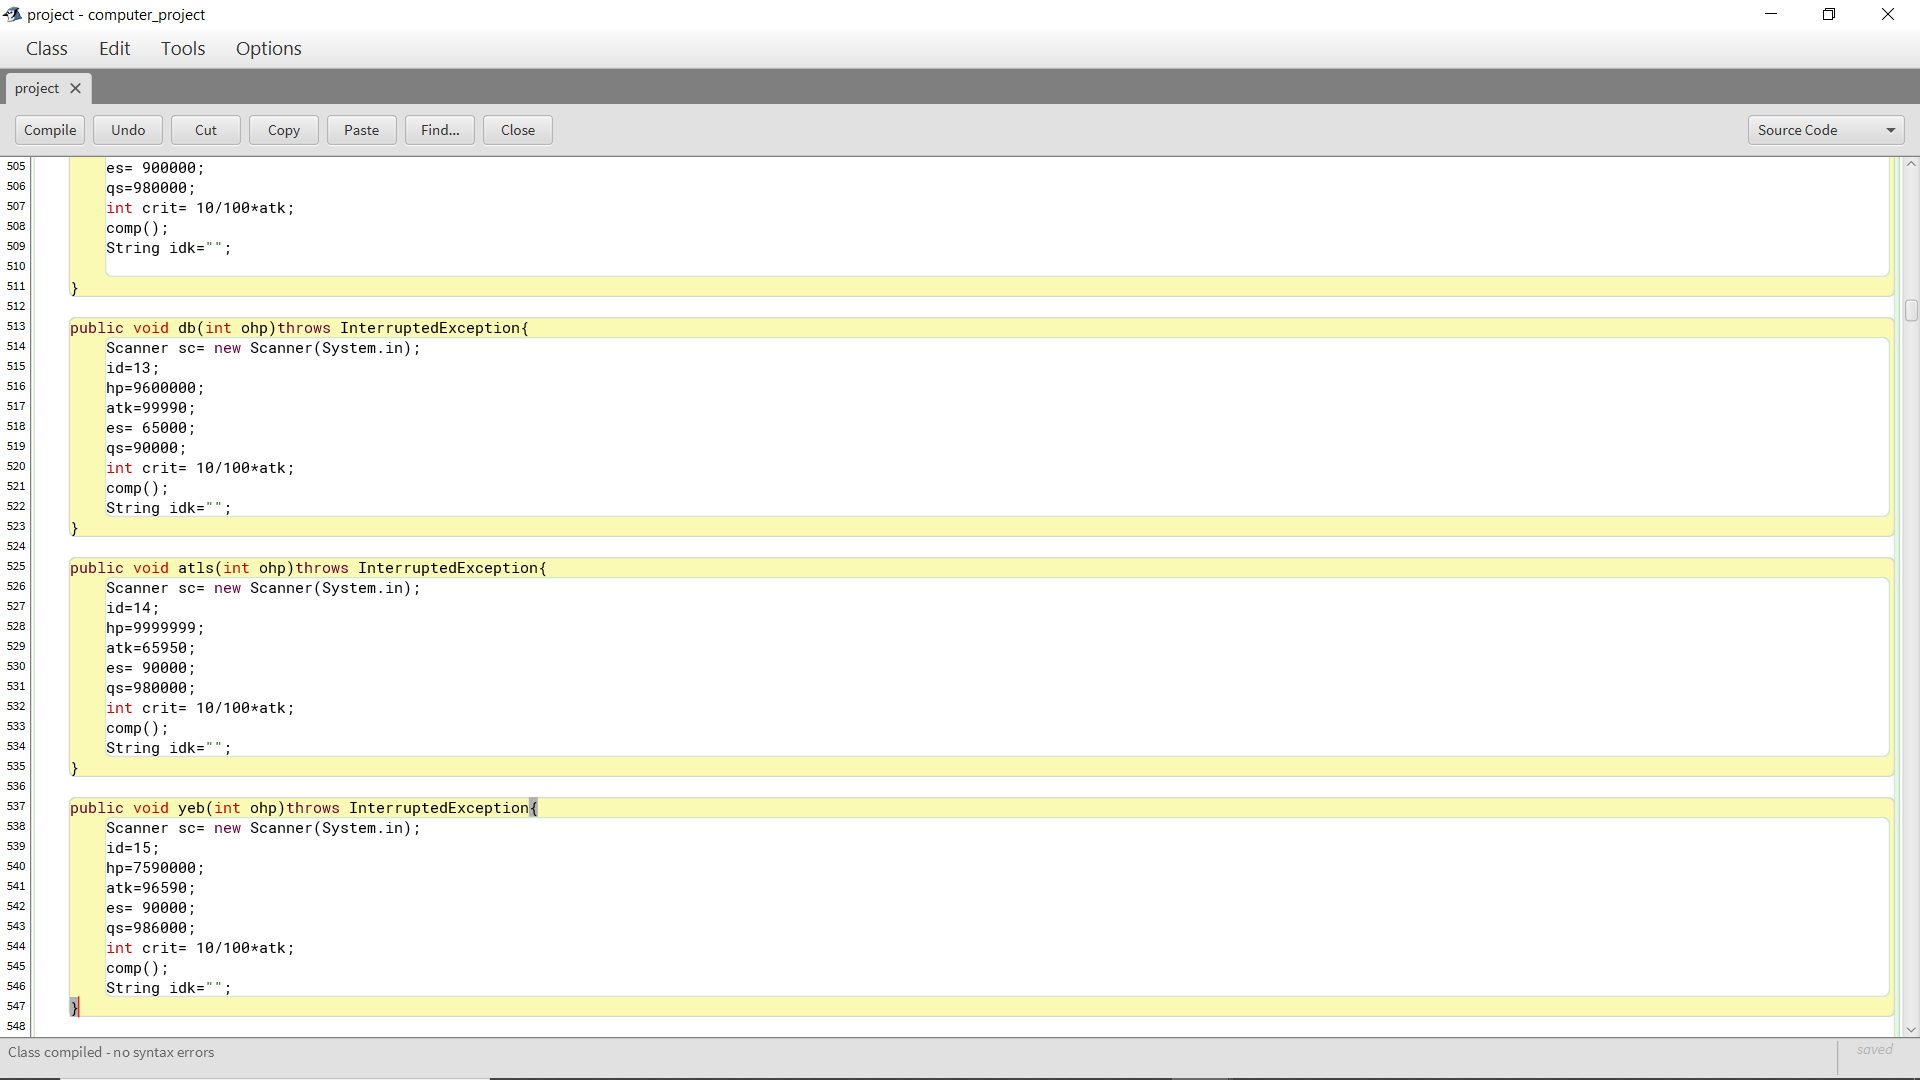 project - computer_project
Class Edit Tools Options
project
Compile Undo Cut Copy Paste Find... Close Source Code
505 es= 900000;
506 qs=980000;
507 int crit= 10/100*atk;
508 comp();
509 String idk="";
510
511 }
512
513 public void db(int ohp)throws InterruptedException{
514 Scanner sc= new Scanner(System.in);
515 id=13;
516 hp=9600000;
517 atk=99990;
518 es= 65000;
519 qs=90000;
520 int crit= 10/100*atk;
521 comp();
522 String idk="";
523 }
524
525 public void atls(int ohp)throws InterruptedException{
526 Scanner sc= new Scanner(System.in);
527 id=14;
528 hp=9999999;
529 atk=65950;
530 es= 90000;
531 qs=980000;
532 int crit= 10/100*atk;
533 comp();
534 String idk="";
535 }
536
537 public void yeb(int ohp)throws InterruptedException{
538 Scanner sc= new Scanner(System.in);
539 id=15;
540 hp=7590000;
541 atk=96590;
542 es= 90000;
543 qs=986000;
544 int crit= 10/100*atk;
545 comp();
546 String idk="";
547 }
548
Class compiled - no syntax errors
saved